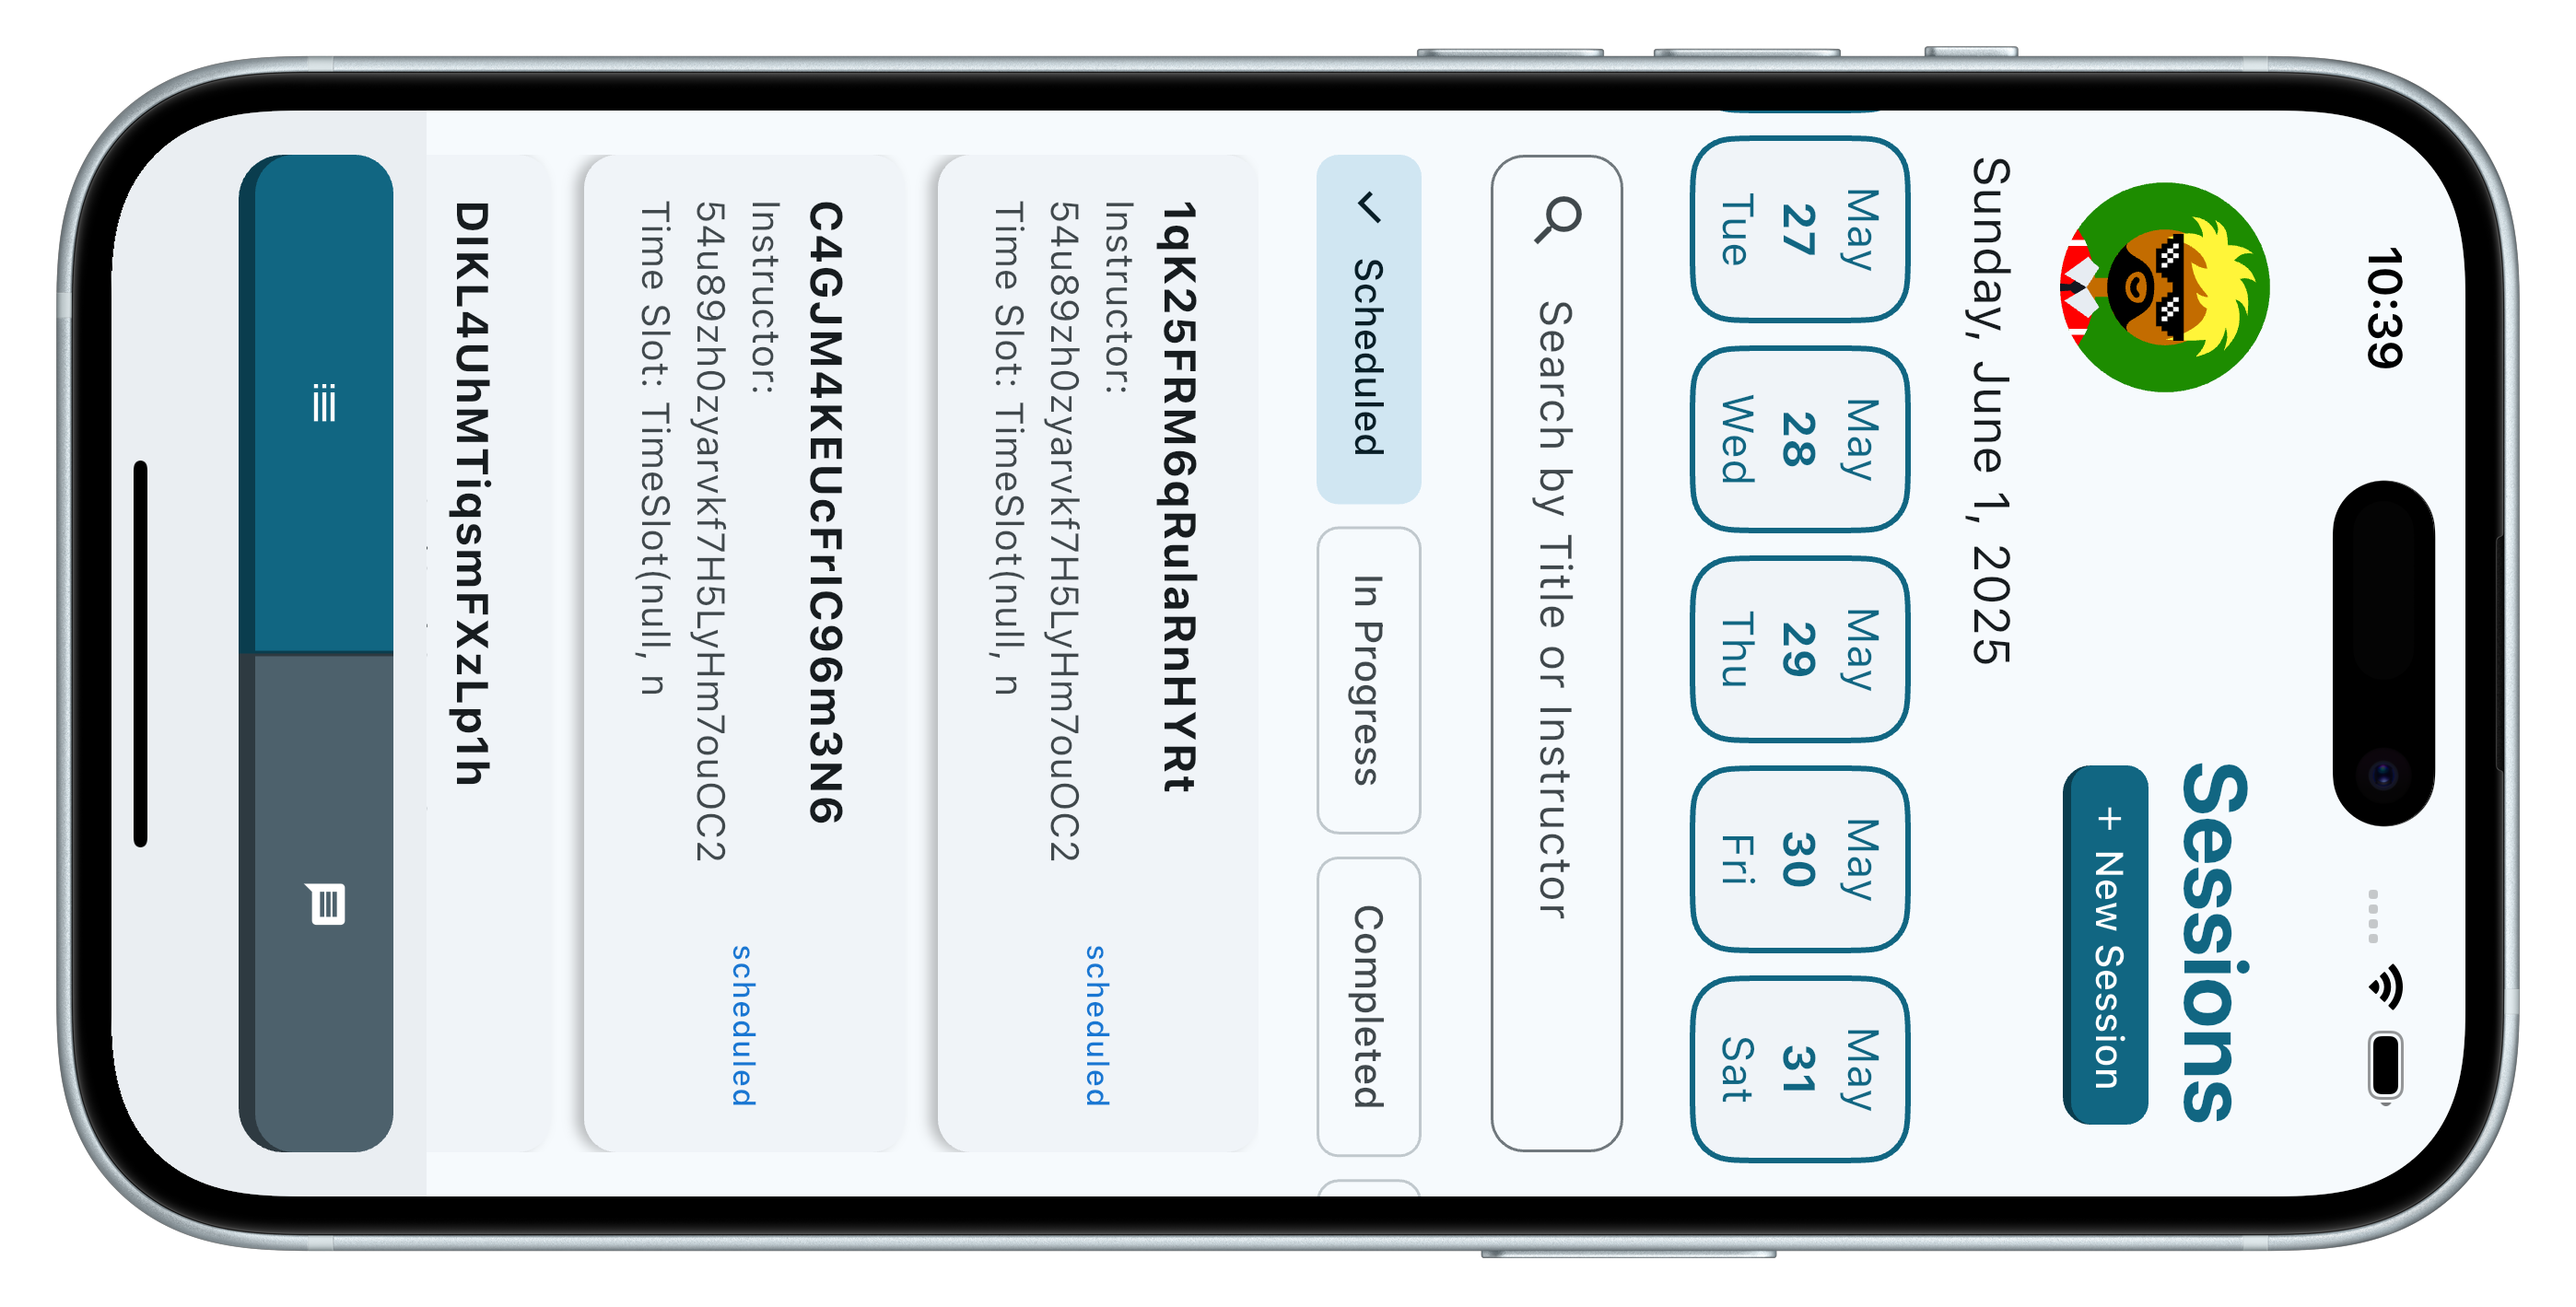 10:39
Sessions
+ New Session
Sunday, June 1, 2025
May
27
Tue
May
28
Wed
May
29
Thu
May
30
Fri
May
31
Sat
Search by Title or Instructor
Scheduled
In Progress
Completed
1qK25FRM6qRulaRnHYRt
Instructor:
54u89zh0zyarvkf7H5LyHm7ouOC2
Time Slot: TimeSlot(null, n
scheduled
C4GJM4KEUcFrIC96m3N6
Instructor:
54u89zh0zyarvkf7H5LyHm7ouOC2
Time Slot: TimeSlot(null, n
scheduled
DIKL4UhMTiqsmFXzLp1h